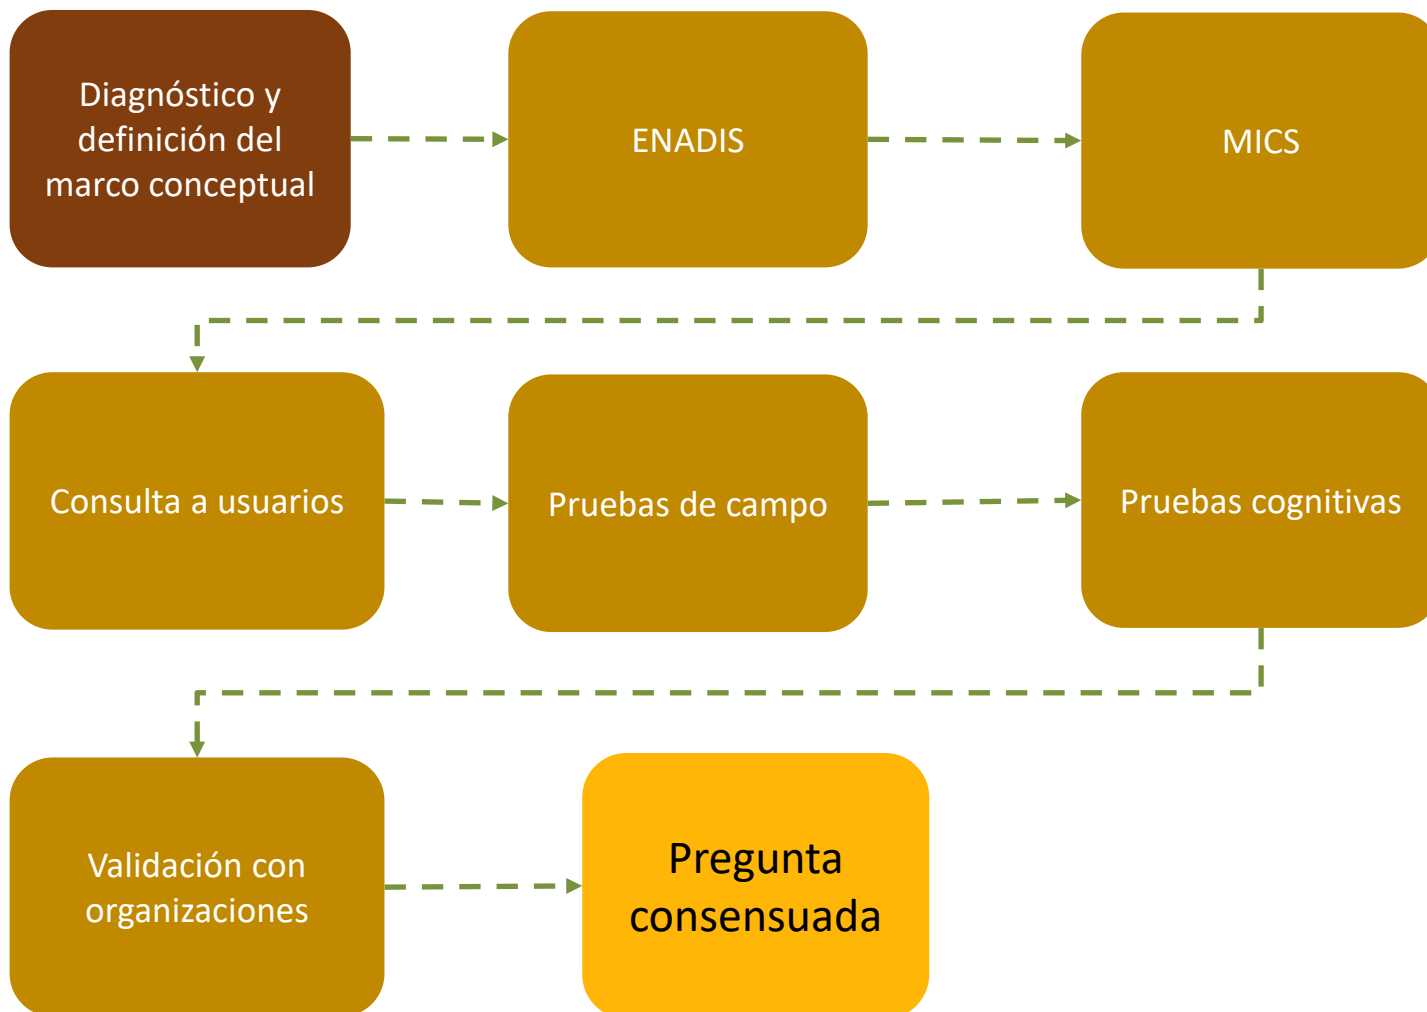 Diagnóstico y
definición del
marco conceptual
ENADIS
MICS
Consulta a usuarios
Pruebas de campo
Pruebas cognitivas
Validación con
organizaciones
Pregunta
consensuada